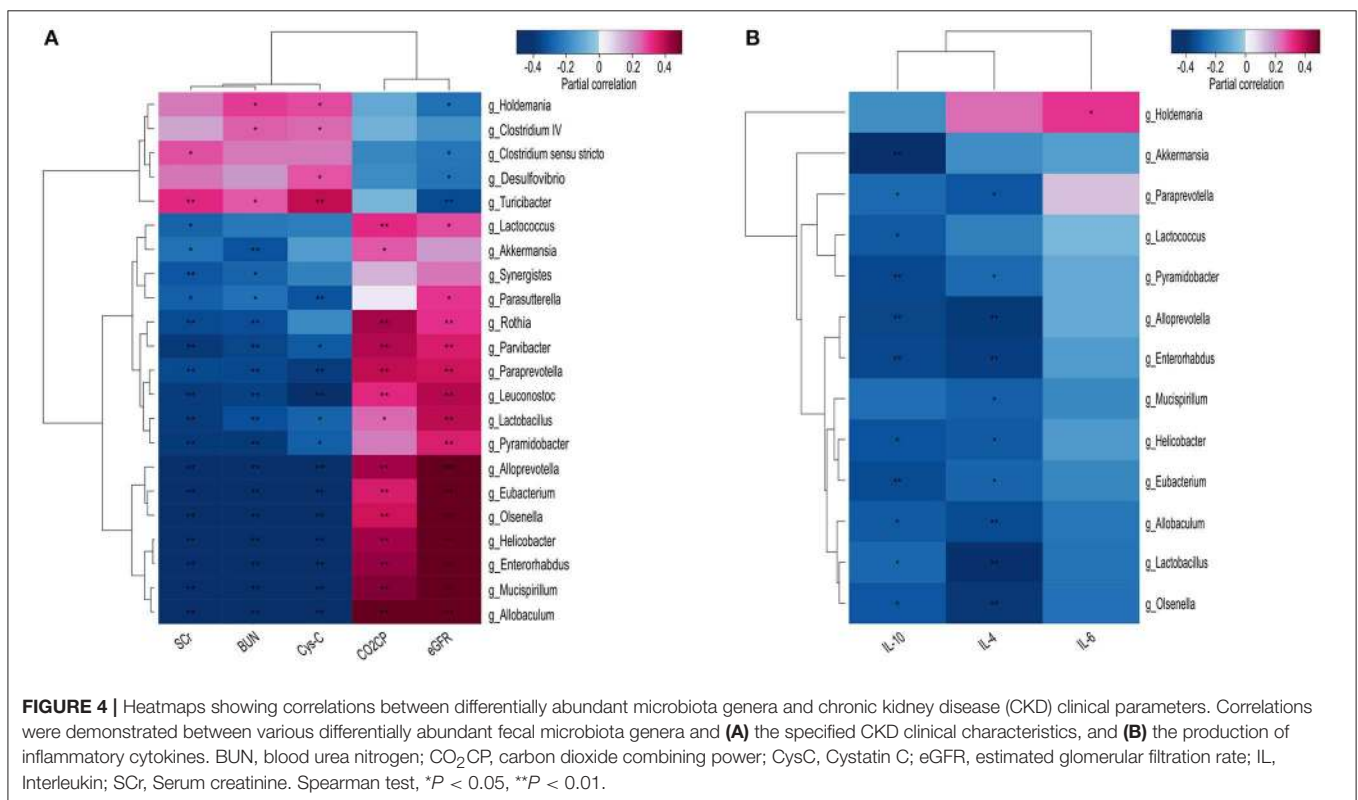 A
-0.4 -0.2 0 0.2 0.4
Partial correlation
g_Holdemania
g_Clostridium IV
g_Clostridium sensu stricto
g_Desulfovibrio
g_Turicibacter
g_Lactococcus
g_Akkermansia
g_Synergistes
g_Parasutterella
g_Rothia
g_Parvibacter
g_Paraprevotella
g_Leuconostoc
g_Lactobacillus
g_Pyramidobacter
g_Alloprevotella
g_Eubacterium
g_Olsenella
g_Helicobacter
g_Enterorhabdus
g_Mucispirillum
g_Allobaculum
SCr BUN Cys-C CO2CP eGFR
B
-0.4 -0.2 0 0.2 0.4
Partial correlation
g_Holdemania
g_Akkermansia
g_Paraprevotella
g_Lactococcus
g_Pyramidobacter
g_Alloprevotella
g_Enterorhabdus
g_Mucispirillum
g_Helicobacter
g_Eubacterium
g_Allobaculum
g_Lactobacillus
g_Olsenella
IL-10 IL-4 IL-6
FIGURE 4 | Heatmaps showing correlations between differentially abundant microbiota genera and chronic kidney disease (CKD) clinical parameters. Correlations
were demonstrated between various differentially abundant fecal microbiota genera and (A) the specified CKD clinical characteristics, and (B) the production of
inflammatory cytokines. BUN, blood urea nitrogen; CO₂CP, carbon dioxide combining power; CysC, Cystatin C; eGFR, estimated glomerular filtration rate; IL,
Interleukin; SCr, Serum creatinine. Spearman test, *P < 0.05, **P < 0.01.